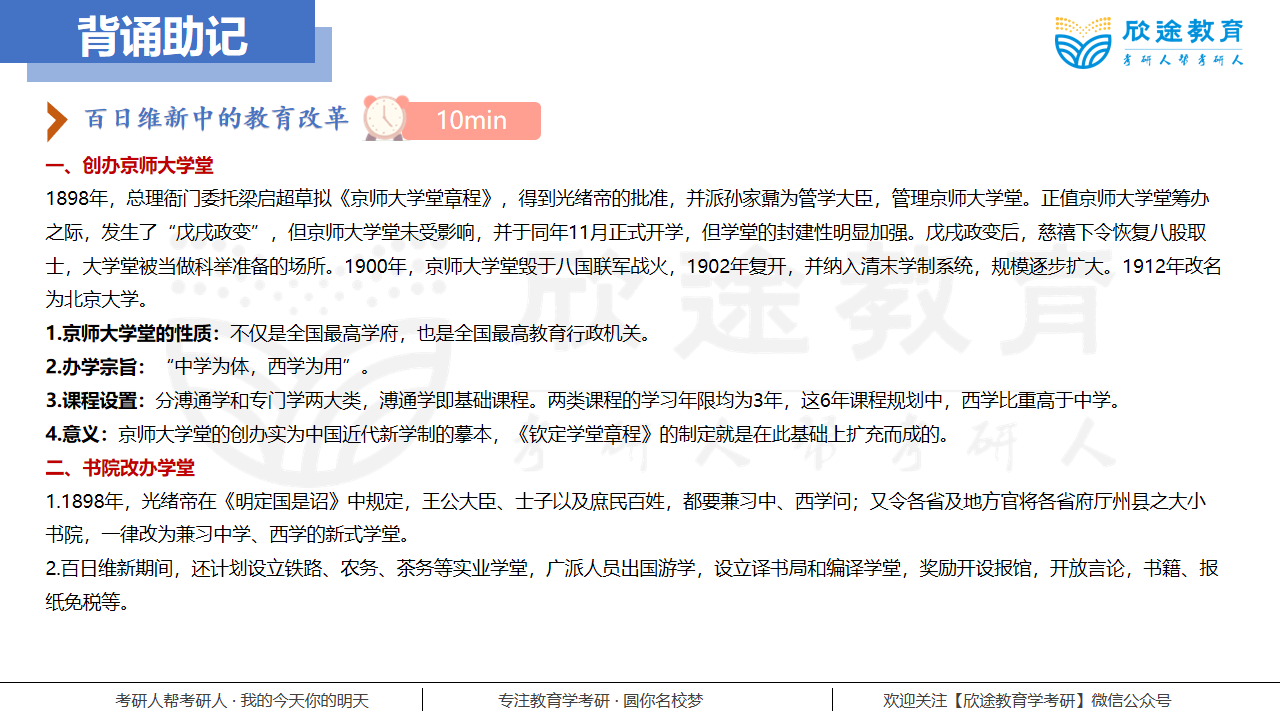 背诵助记
欣途教育
考研人帮考研人
百日维新中的教育改革
10min
一、创办京师大学堂
1898年，总理衙门委托梁启超草拟《京师大学堂章程》，得到光绪帝的批准，并派孙家鼐为管学大臣，管理京师大学堂。正值京师大学堂筹办
之际，发生了“戊戌政变”，但京师大学堂未受影响，并于同年11月正式开学，但学堂的封建性明显加强。戊戌政变后，慈禧下令恢复八股取
士，大学堂被当做科举准备的场所。1900年，京师大学堂毁于八国联军战火，1902年复开，并纳入清末学制系统，规模逐步扩大。1912年改名
为北京大学。
1.京师大学堂的性质：不仅是全国最高学府，也是全国最高教育行政机关。
2.办学宗旨：“中学为体，西学为用”。
3.课程设置：分溥通学和专门学两大类，溥通学即基础课程。两类课程的学习年限均为3年，这6年课程规划中，西学比重高于中学。
4.意义：京师大学堂的创办实为中国近代新学制的摹本，《钦定学堂章程》的制定就是在此基础上扩充而成的。
二、书院改办学堂
1.1898年，光绪帝在《明定国是诏》中规定，王公大臣、士子以及庶民百姓，都要兼习中、西学问；又令各省及地方官将各省府厅州县之大小
书院，一律改为兼习中学、西学的新式学堂。
2.百日维新期间，还计划设立铁路、农务、茶务等实业学堂，广派人员出国游学，设立译书局和编译学堂，奖励开设报馆，开放言论，书籍、报
纸免税等。
欣途教育
考研人帮考研人
考研人帮考研人 · 我的今天你的明天
专注教育学考研 · 圆你名校梦
欢迎关注【欣途教育学考研】微信公众号